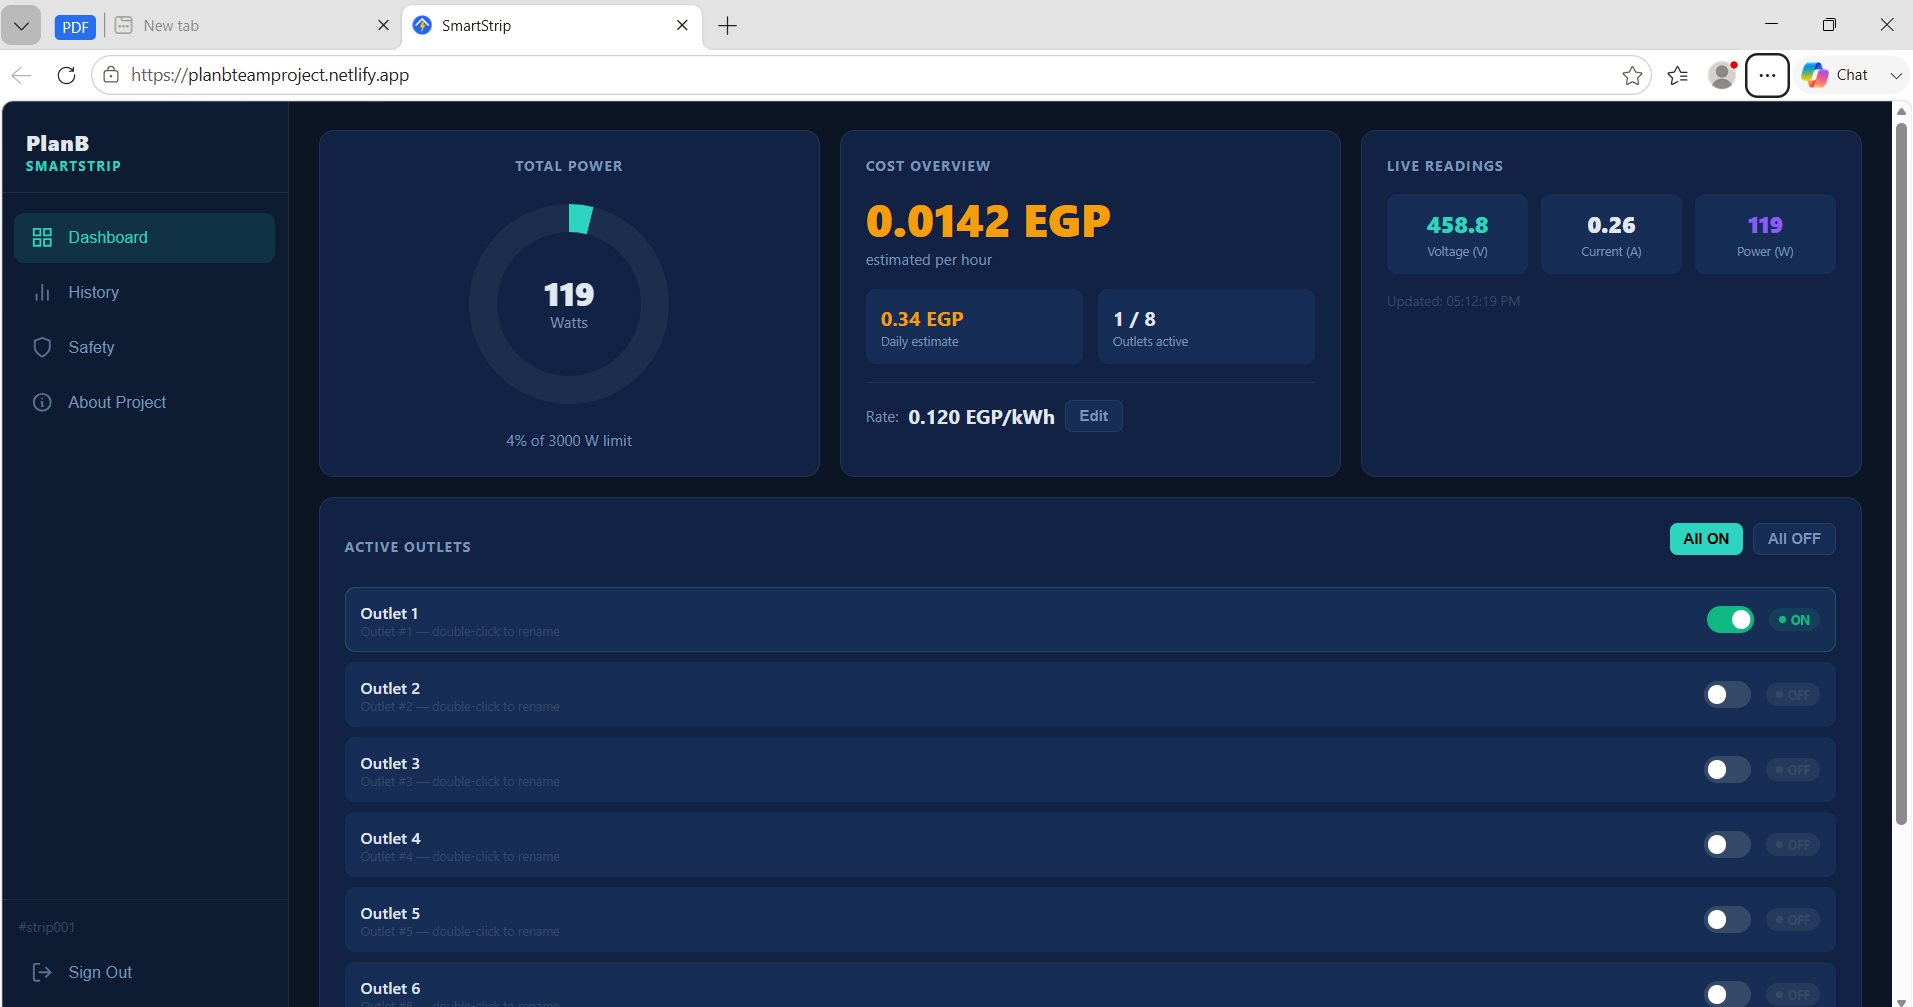 PDF
New tab
SmartStrip
https://planbteamproject.netlify.app
Chat
PlanB
SMARTSTRIP
Dashboard
History
Safety
About Project
#strip001
Sign Out
TOTAL POWER
119
Watts
4% of 3000 W limit
COST OVERVIEW
0.0142 EGP
estimated per hour
0.34 EGP
Daily estimate
1 / 8
Outlets active
Rate: 0.120 EGP/kWh Edit
LIVE READINGS
458.8
Voltage (V)
0.26
Current (A)
119
Power (W)
Updated: 05:12:19 PM
ACTIVE OUTLETS
All ON All OFF
Outlet 1
Outlet #1 — double-click to rename
ON
Outlet 2
Outlet #2 — double-click to rename
OFF
Outlet 3
Outlet #3 — double-click to rename
OFF
Outlet 4
Outlet #4 — double-click to rename
OFF
Outlet 5
Outlet #5 — double-click to rename
OFF
Outlet 6
Outlet #6 — double-click to rename
OFF